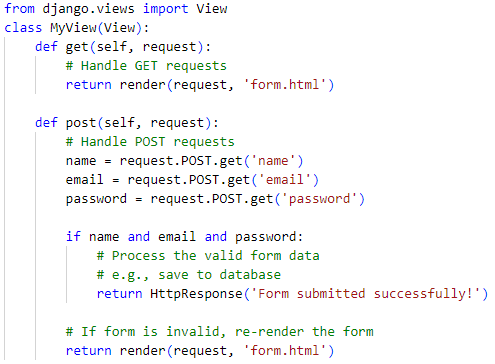 from django.views import View
class MyView(View):
    def get(self, request):
        # Handle GET requests
        return render(request, 'form.html')

    def post(self, request):
        # Handle POST requests
        name = request.POST.get('name')
        email = request.POST.get('email')
        password = request.POST.get('password')

        if name and email and password:
            # Process the valid form data
            # e.g., save to database
            return HttpResponse('Form submitted successfully!')

        # If form is invalid, re-render the form
        return render(request, 'form.html')